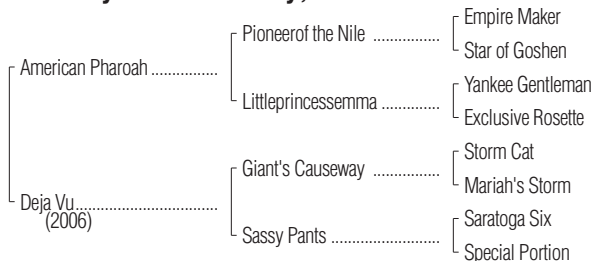 Empire Maker
Pioneerof the Nile ................
Star of Goshen
American Pharoah ................
Yankee Gentleman
Littleprincessemma ..............
Exclusive Rosette
Storm Cat
Giant's Causeway ................
Mariah's Storm
Deja Vu...................................
(2006)
Saratoga Six
Sassy Pants ..........................
Special Portion